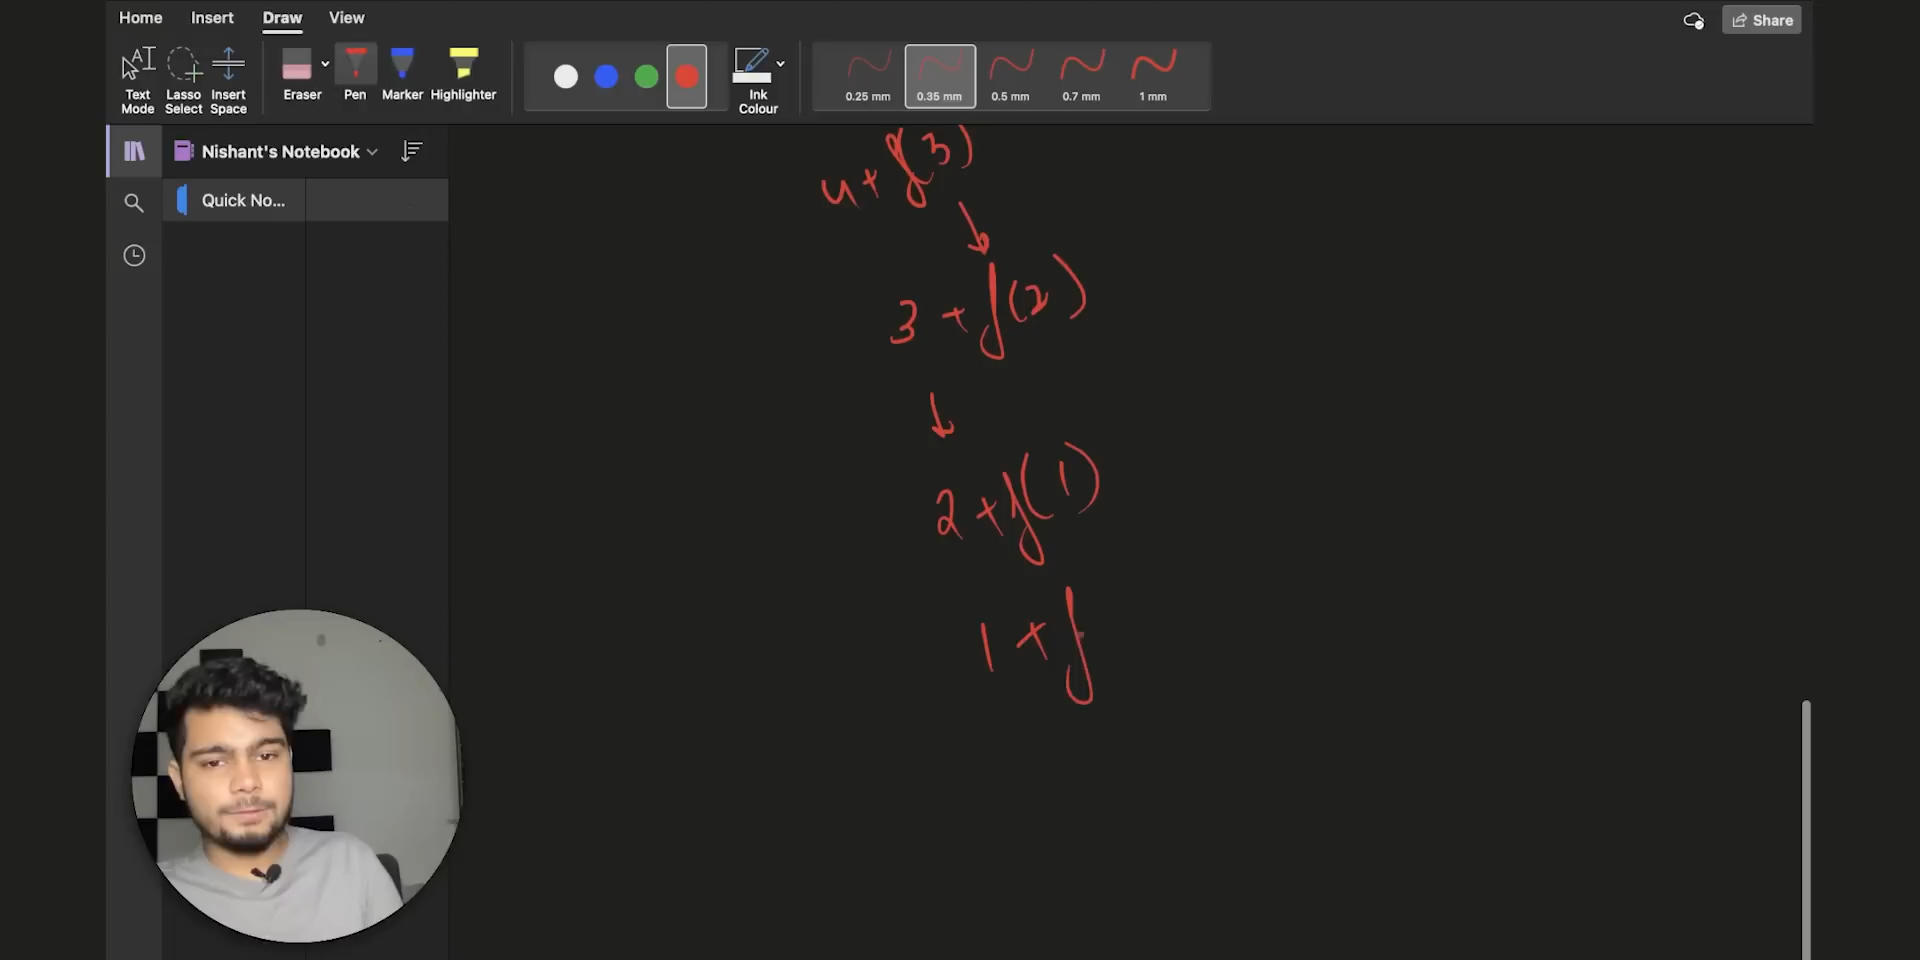 Home Insert Draw View
Share
Text Mode
Lasso Select
Insert Space
Eraser
Pen
Marker
Highlighter
Ink Colour
0.25 mm
0.35 mm
0.5 mm
0.7 mm
1 mm
Nishant's Notebook
Quick No...
4 + f(3)
3 + f(2)
2 + f(1)
1 + f